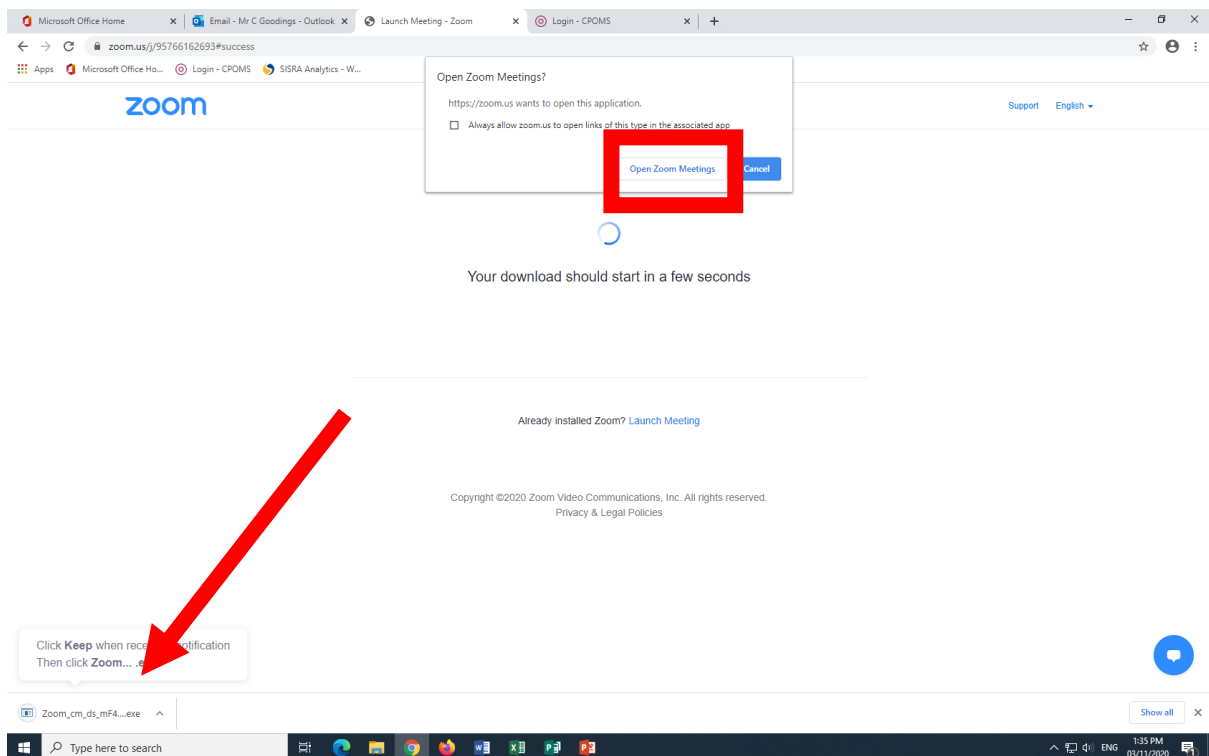 Microsoft Office Home
Email - Mr C Goodings - Outlook
Launch Meeting - Zoom
Login - CPOMS
zoom.us/j/95766162693#success
Apps
Microsoft Office Ho...
Login - CPOMS
SISRA Analytics - W...
Open Zoom Meetings?
https://zoom.us wants to open this application.
Always allow zoom.us to open links of this type in the associated app
Open Zoom Meetings
Cancel
zoom
Support
English
Your download should start in a few seconds
Already installed Zoom? Launch Meeting
Copyright ©2020 Zoom Video Communications, Inc. All rights reserved.
Privacy & Legal Policies
Click Keep when notification
Then click Zoom...
Zoom_cm_ds_mF4....exe
Show all
Type here to search
ENG
1:35 PM
03/11/2020